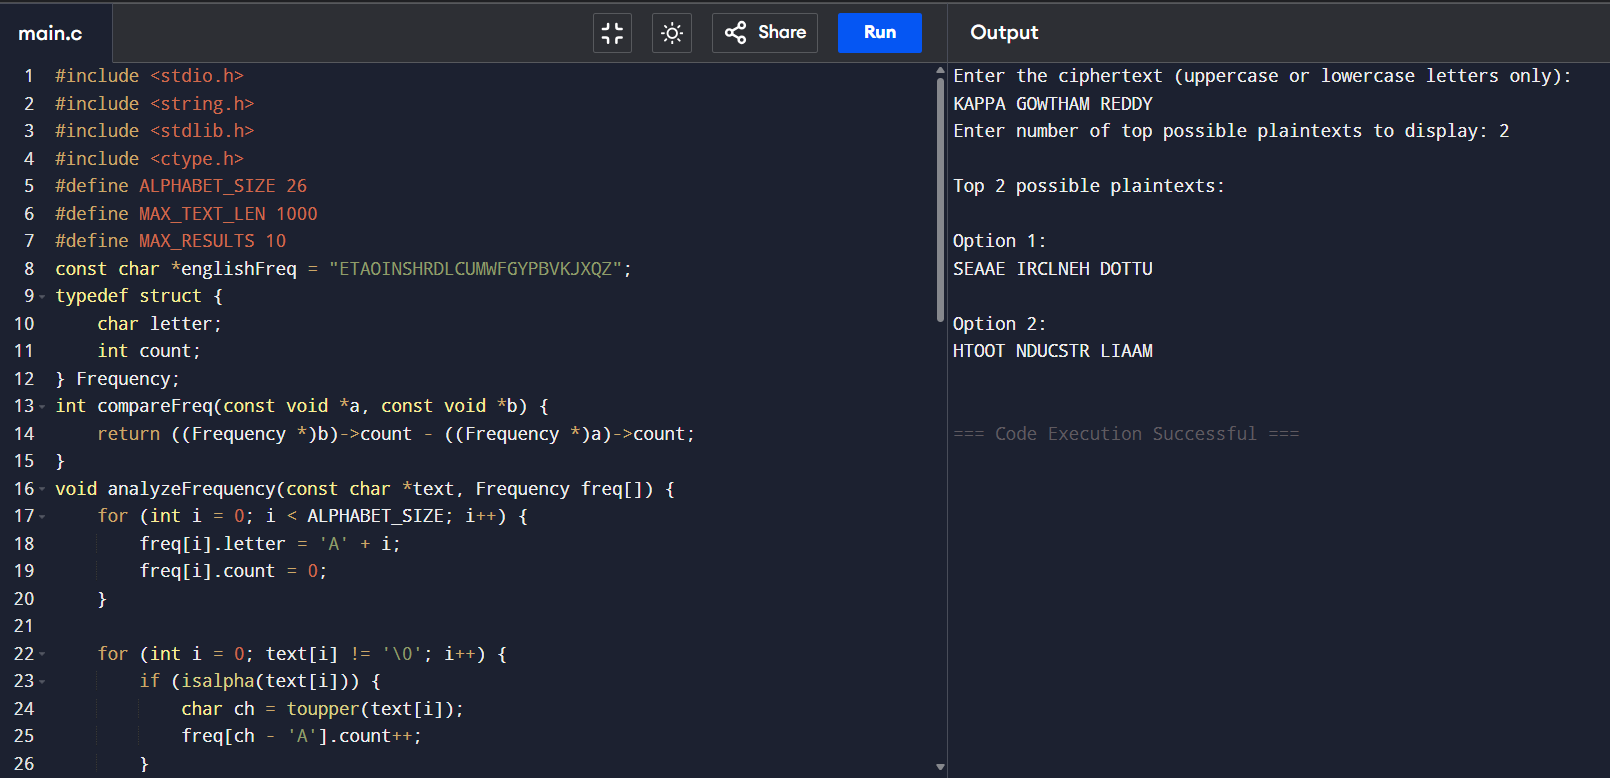 main.c
Share
Run
Output
1 #include <stdio.h>
2 #include <string.h>
3 #include <stdlib.h>
4 #include <ctype.h>
5 #define ALPHABET_SIZE 26
6 #define MAX_TEXT_LEN 1000
7 #define MAX_RESULTS 10
8 const char *englishFreq = "ETAOINSHRDLCUMWFGYPBVKJXQZ";
9 typedef struct {
10     char letter;
11     int count;
12 } Frequency;
13 int compareFreq(const void *a, const void *b) {
14     return ((Frequency *)b)->count - ((Frequency *)a)->count;
15 }
16 void analyzeFrequency(const char *text, Frequency freq[]) {
17     for (int i = 0; i < ALPHABET_SIZE; i++) {
18         freq[i].letter = 'A' + i;
19         freq[i].count = 0;
20     }
21
22     for (int i = 0; text[i] != '\0'; i++) {
23         if (isalpha(text[i])) {
24             char ch = toupper(text[i]);
25             freq[ch - 'A'].count++;
26         }
Enter the ciphertext (uppercase or lowercase letters only):
KAPPA GOWTHAM REDDY
Enter number of top possible plaintexts to display: 2
Top 2 possible plaintexts:
Option 1:
SEAAE IRCLNEH DOTTU
Option 2:
HTOOT NDUCSTR LIAAM
=== Code Execution Successful ===